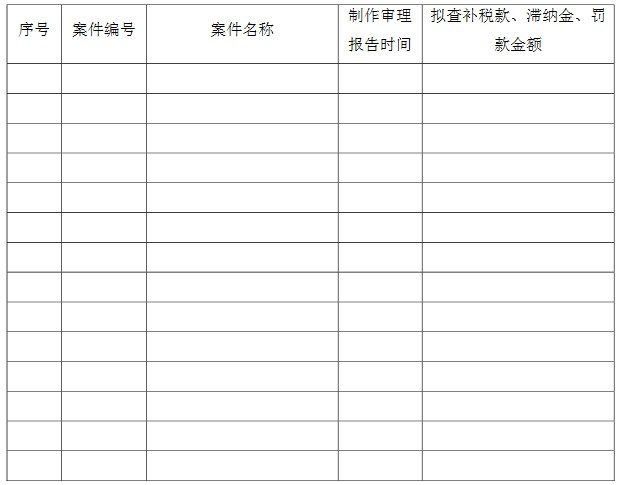 序号
案件编号
案件名称
制作审理
报告时间
拟查补税款、滞纳金、罚
款金额